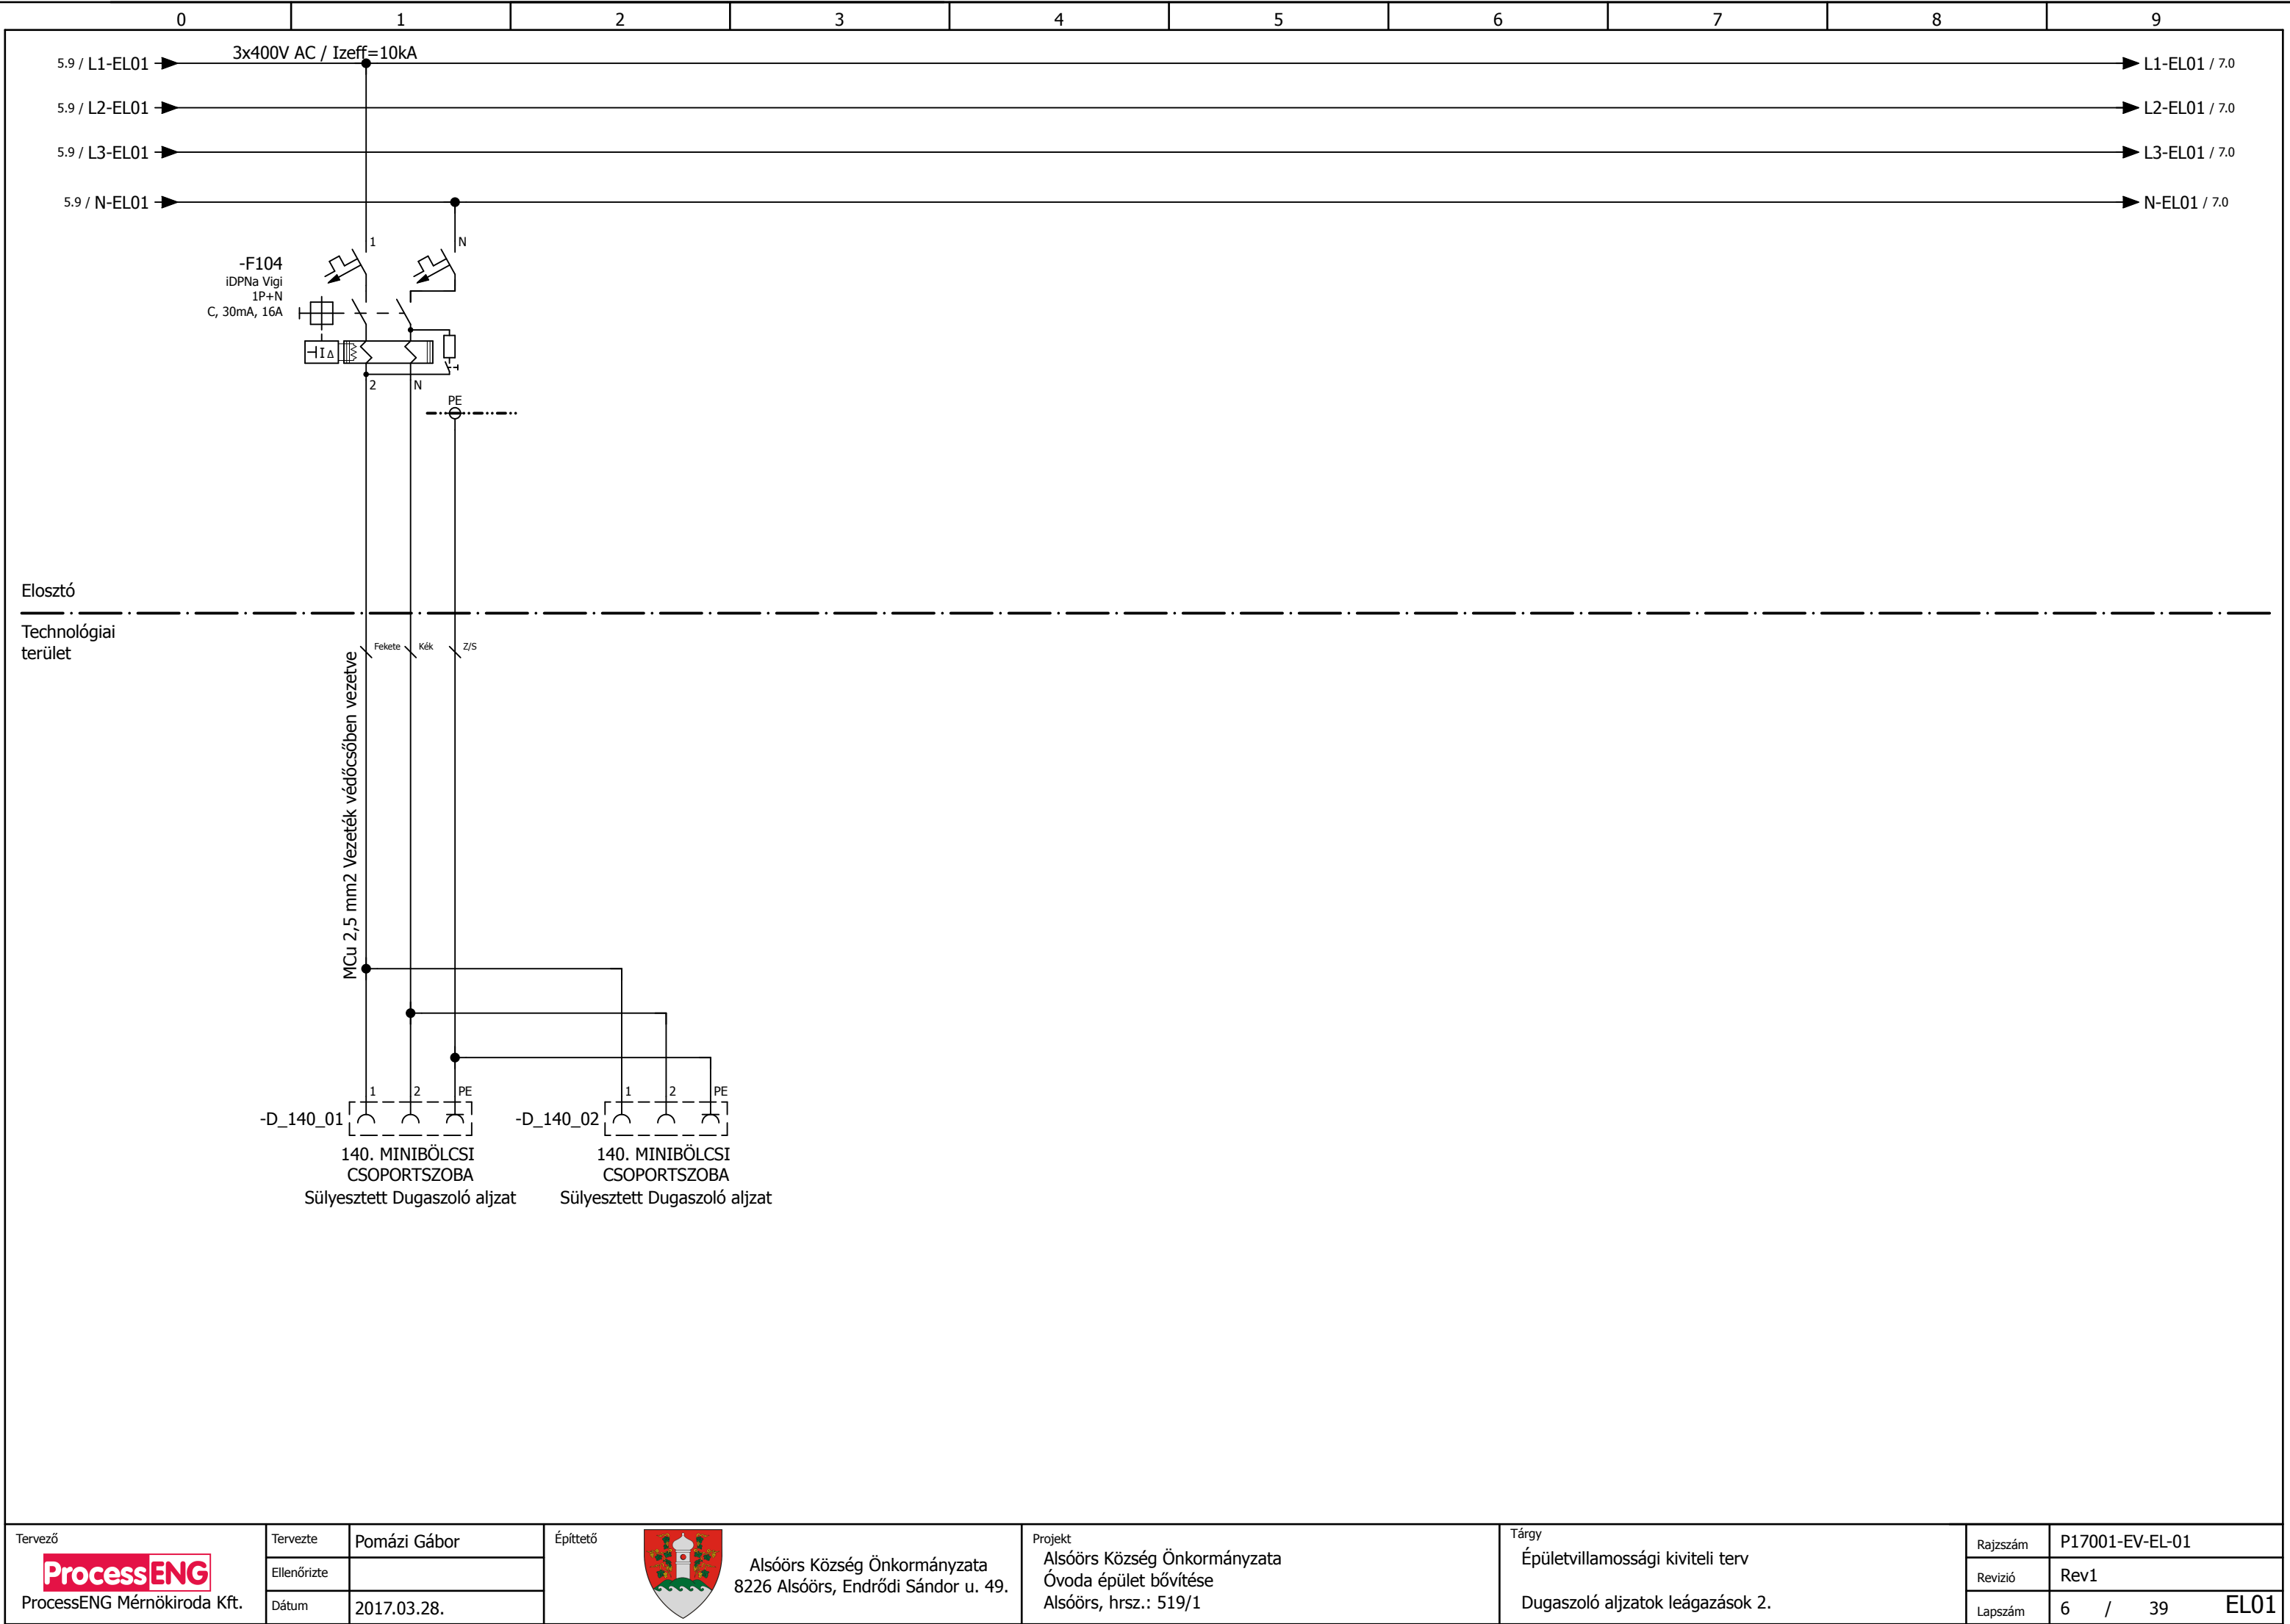 0 1 2 3 4 5 6 7 8 9
3x400V AC / Izeff=10kA
5.9 / L1-EL01 L1-EL01 / 7.0
5.9 / L2-EL01 L2-EL01 / 7.0
5.9 / L3-EL01 L3-EL01 / 7.0
5.9 / N-EL01 N-EL01 / 7.0
1 N
-F104
iDPNa Vigi
1P+N
C, 30mA, 16A
I Δ
2 N
PE
Elosztó
Technológiai
terület
Fekete Kék Z/S
MCu 2,5 mm2 Vezeték védőcsőben vezetve
1 2 PE 1 2 PE
-D_140_01 -D_140_02
140. MINIBÖLCSI
CSOPORTSZOBA
Sülyesztett Dugaszoló aljzat
140. MINIBÖLCSI
CSOPORTSZOBA
Sülyesztett Dugaszoló aljzat
Tervező
ProcessENG
ProcessENG Mérnökiroda Kft.
Tervezte Pomázi Gábor
Ellenőrizte
Dátum 2017.03.28.
Építtető
Alsóörs Község Önkormányzata
8226 Alsóörs, Endrődi Sándor u. 49.
Projekt
Alsóörs Község Önkormányzata
Óvoda épület bővítése
Alsóörs, hrsz.: 519/1
Tárgy
Épületvillamossági kiviteli terv
Dugaszoló aljzatok leágazások 2.
Rajzszám P17001-EV-EL-01
Revizió Rev1
Lapszám 6 / 39 EL01